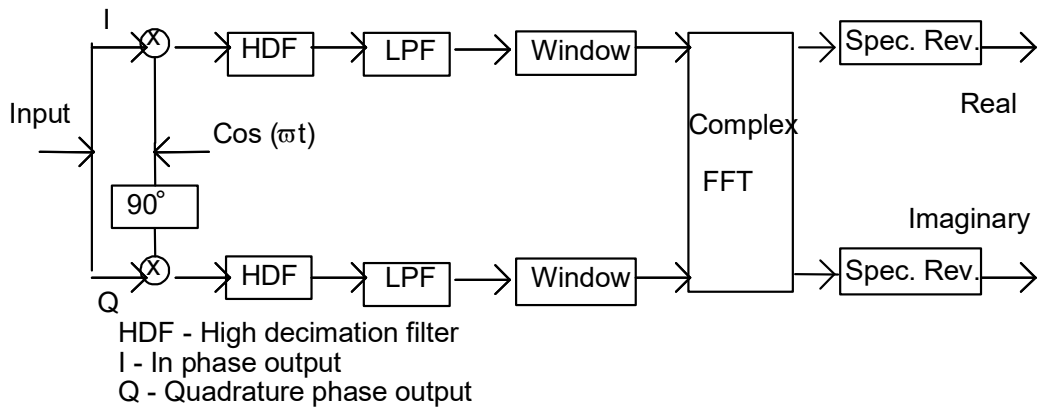 I
x
HDF
LPF
Window
Spec. Rev.
Real
Input
Cos (ϖt)
Complex
FFT
90°
Imaginary
x
HDF
LPF
Window
Spec. Rev.
Q
HDF - High decimation filter
I - In phase output
Q - Quadrature phase output